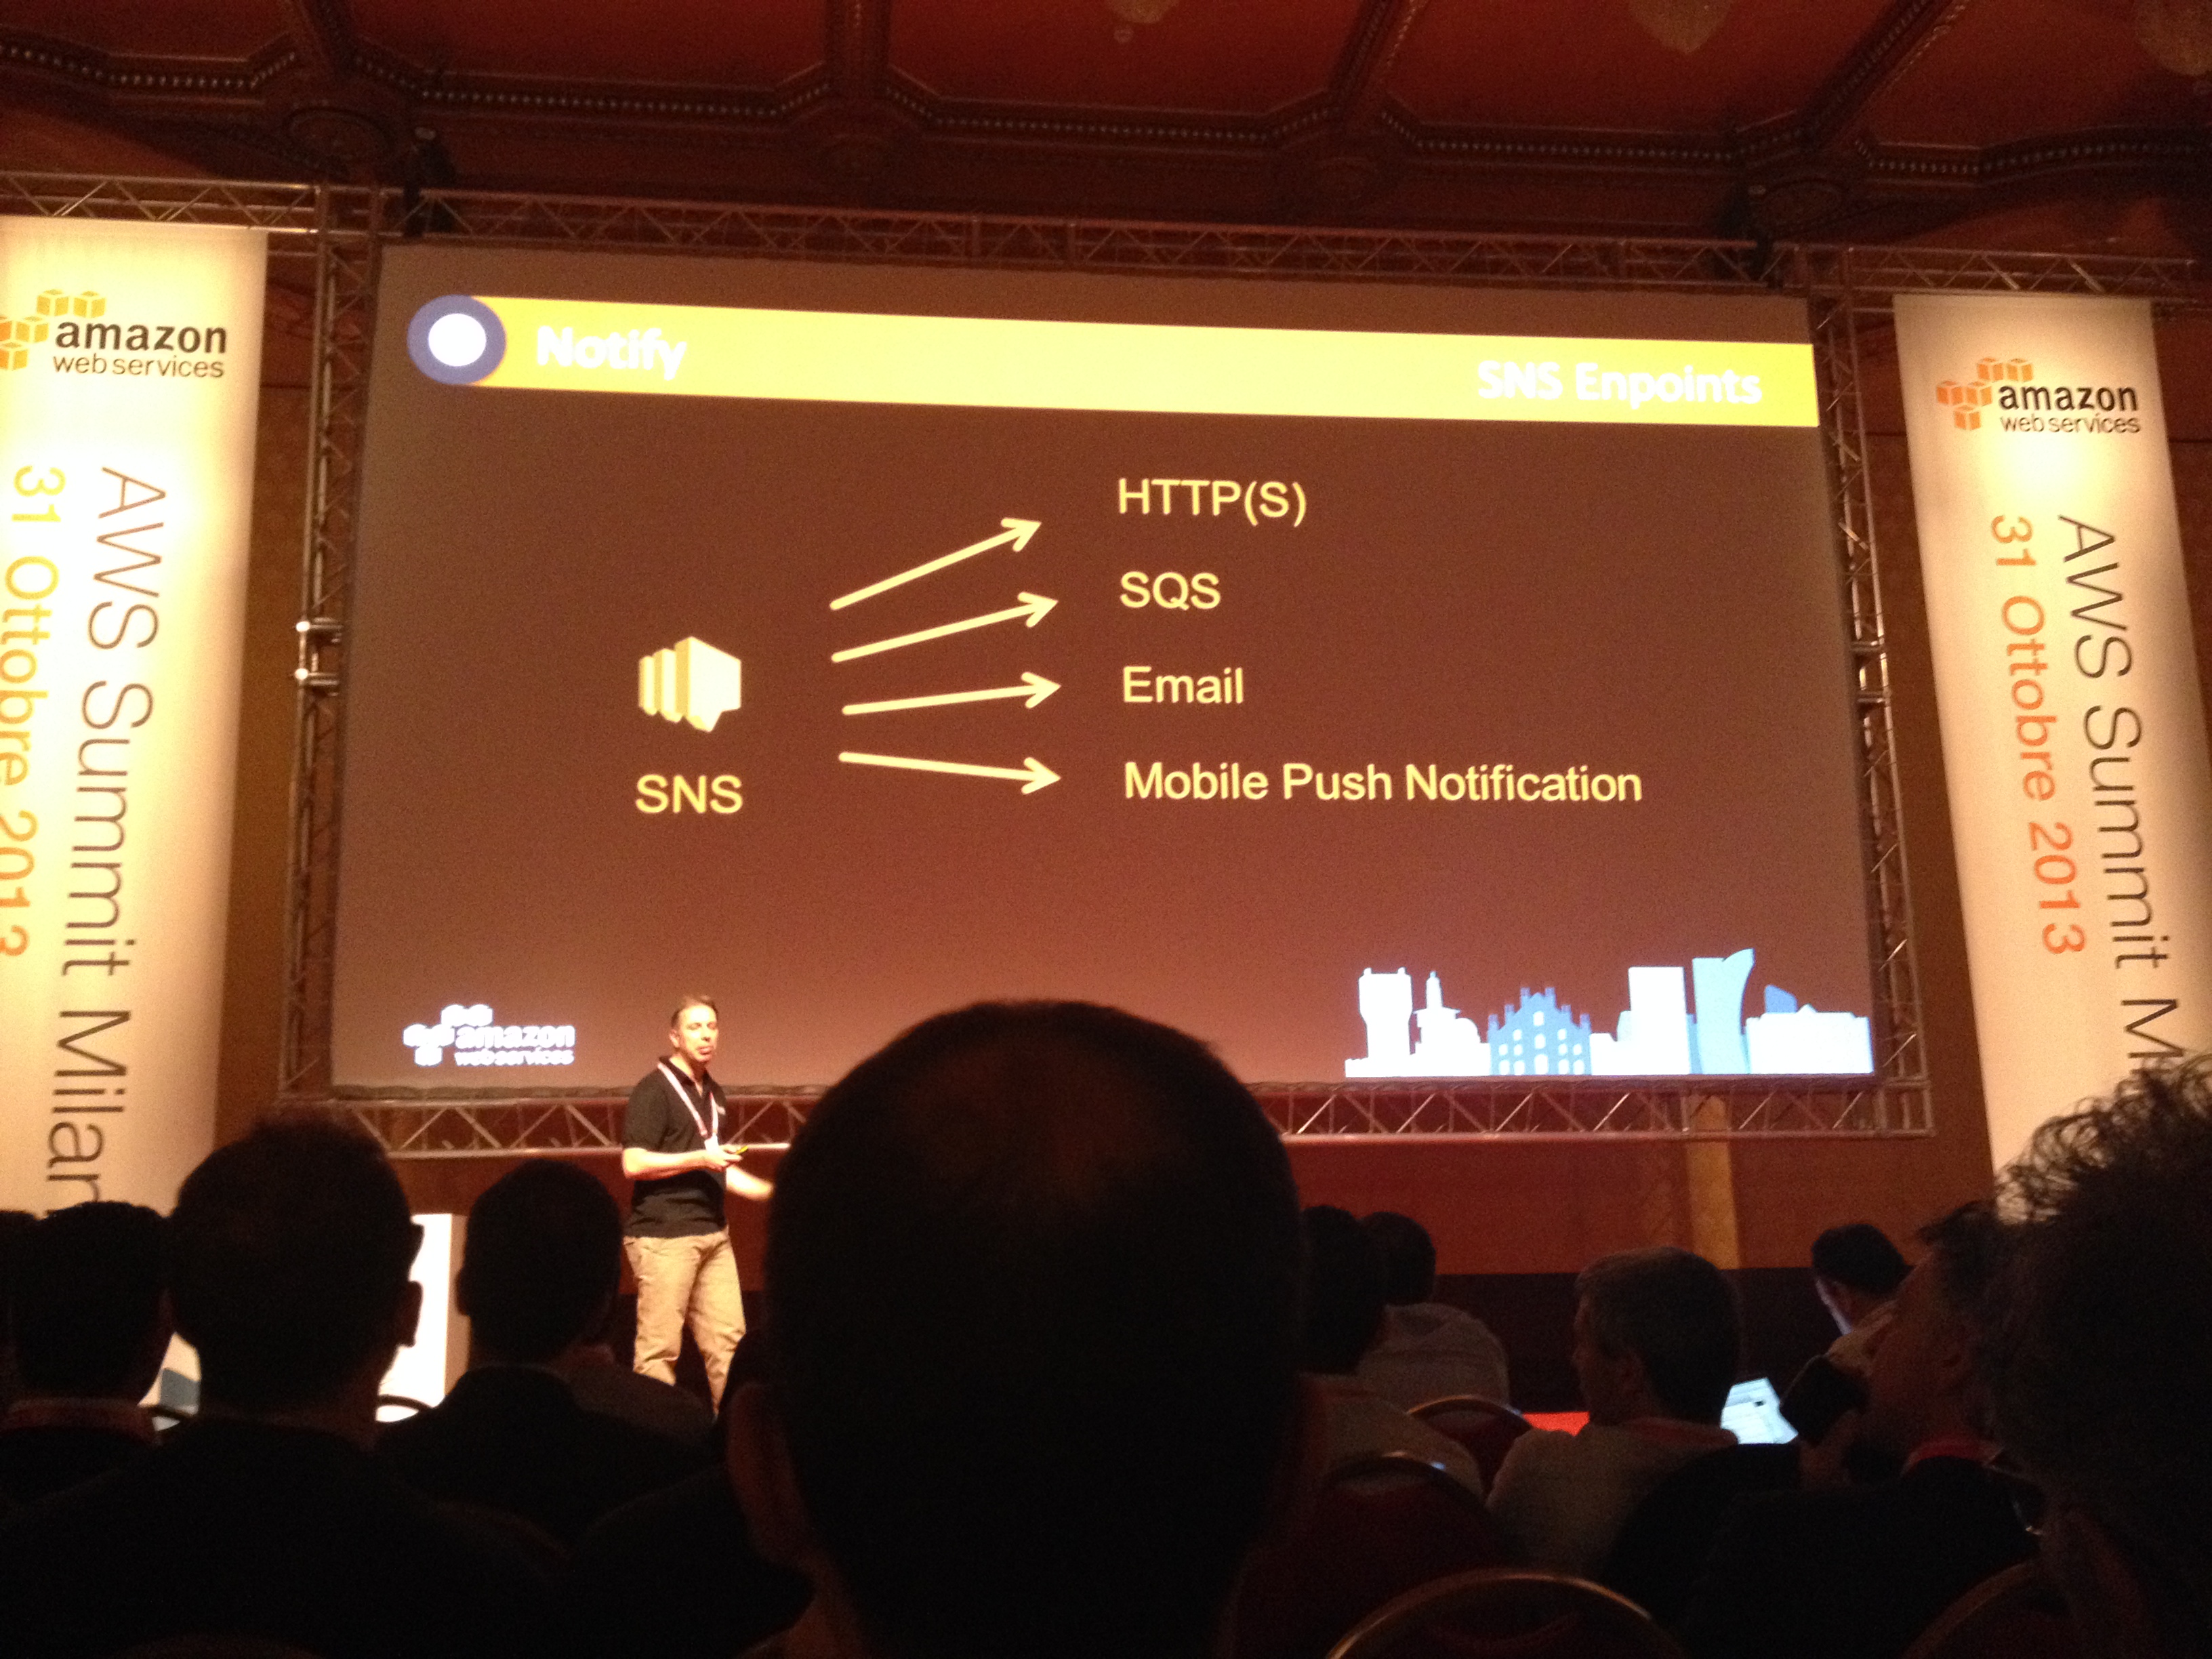 amazon
web services
AWS Summit Milan
31 Ottobre 2013
Notify
SNS Enpoints
HTTP(S)
SQS
Email
Mobile Push Notification
SNS
amazon
web services
amazon
web services
AWS Summit M
31 Ottobre 2013